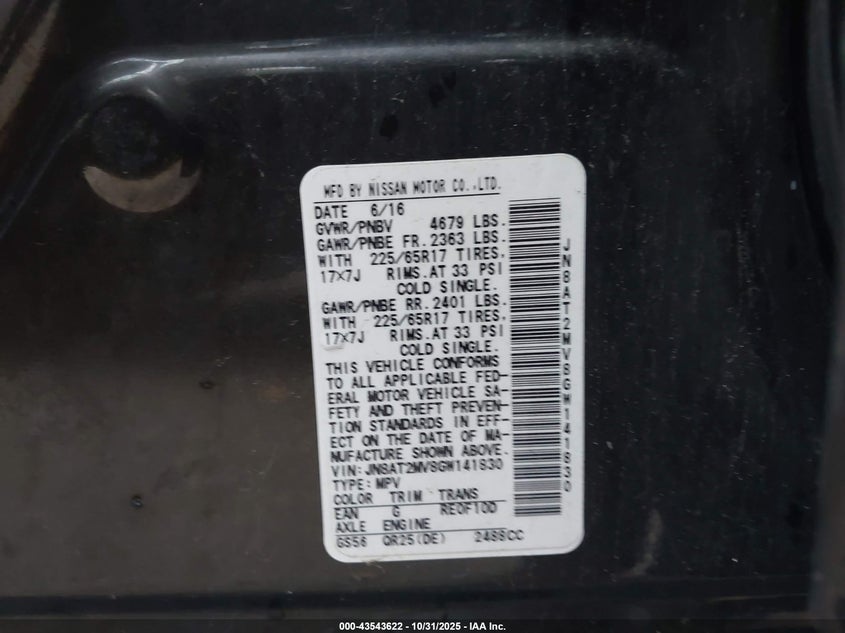 MFD BY NISSAN MOTOR CO.,LTD.
DATE 6/16
GVWR/PNBV 4679 LBS.
GAWR/PNBE FR. 2363 LBS.
WITH 225/65R17 TIRES,
17×7J RIMS.AT 33 PSI
COLD SINGLE.
GAWR/PNBE RR. 2401 LBS.
WITH 225/65R17 TIRES,
17×7J RIMS.AT 33 PSI
COLD SINGLE.
THIS VEHICLE CONFORMS
TO ALL APPLICABLE FED-
ERAL MOTOR VEHICLE SA-
FETY AND THEFT PREVEN-
TION STANDARDS IN EFF-
ECT ON THE DATE OF MA-
NUFACTURE SHOWN ABOVE.
VIN:JN8AT2MV8GW141830
TYPE:MPV
COLOR TRIM TRANS
EAN G RE0F10D
AXLE ENGINE
GS56 QR25(DE) 2488CC
JN8AT2MV8GW141830
000-43543622 - 10/31/2025 - IAA Inc.